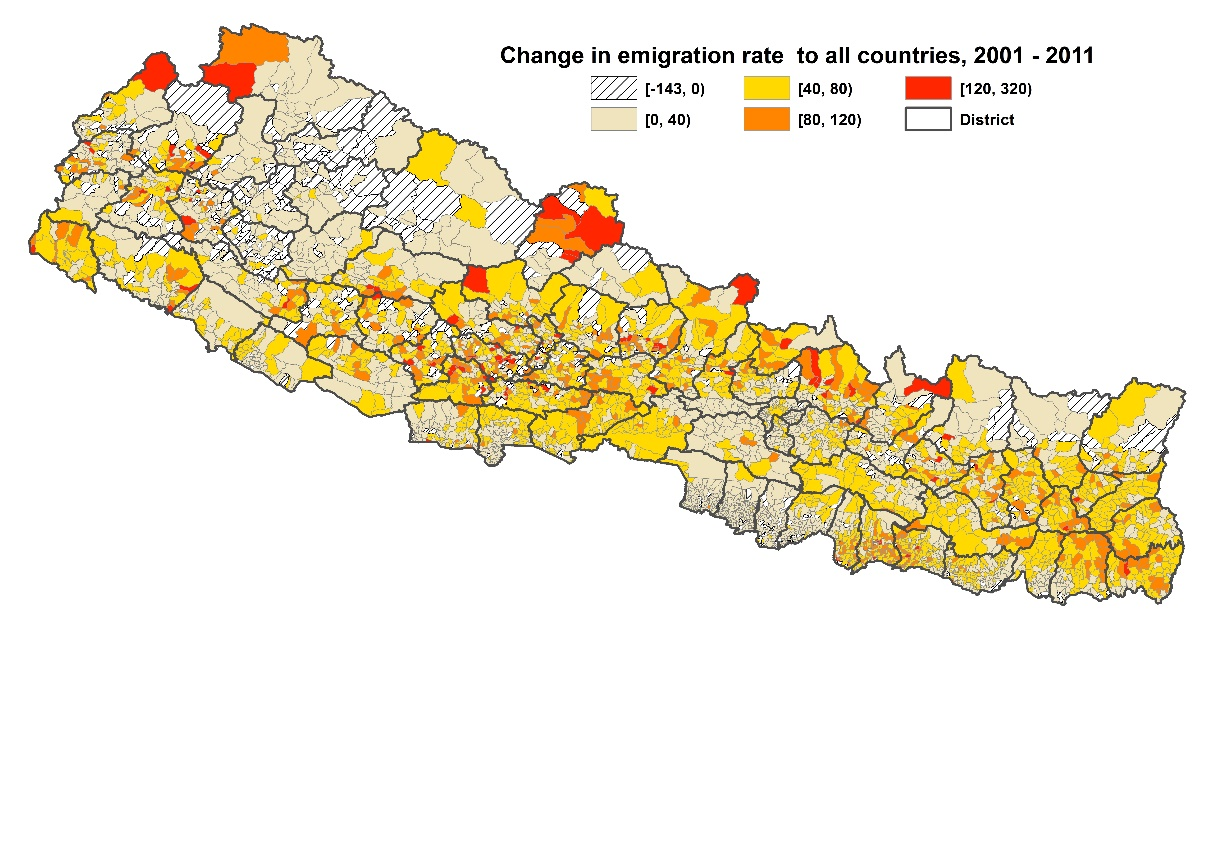 Change in emigration rate  to all countries, 2001 - 2011
[-143, 0) [40, 80) [120, 320)
[0, 40) [80, 120) District